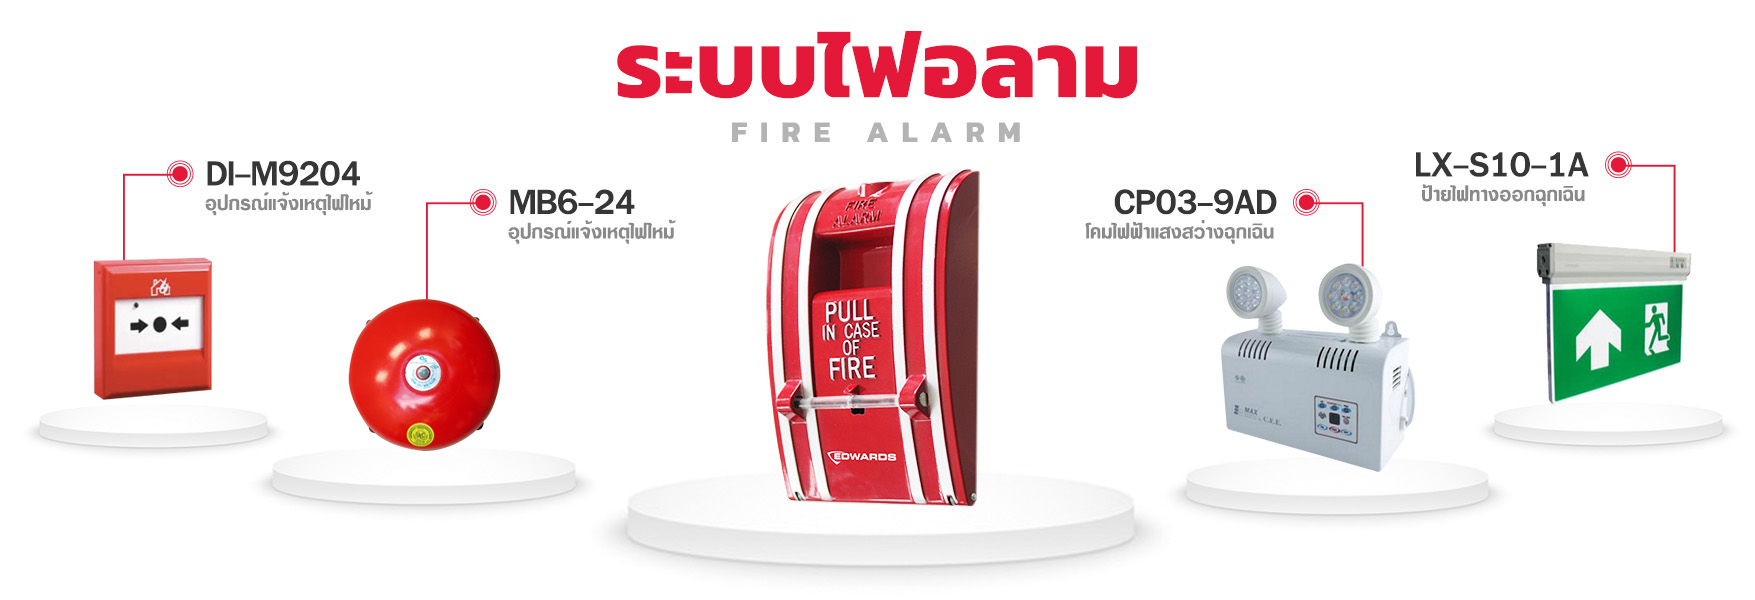 ระบบไฟอลาม
FIRE ALARM
DI-M9204
อุปกรณ์แจ้งเหตุไฟไหม้
MB6-24
อุปกรณ์แจ้งเหตุไฟไหม้
FIRE
ALARM
PULL
IN CASE
OF
FIRE
EDWARDS
CP03-9AD
โคมไฟฟ้าแสงสว่างฉุกเฉิน
MAX
C.E.E.
LX-S10-1A
ป้ายไฟทางออกฉุกเฉิน